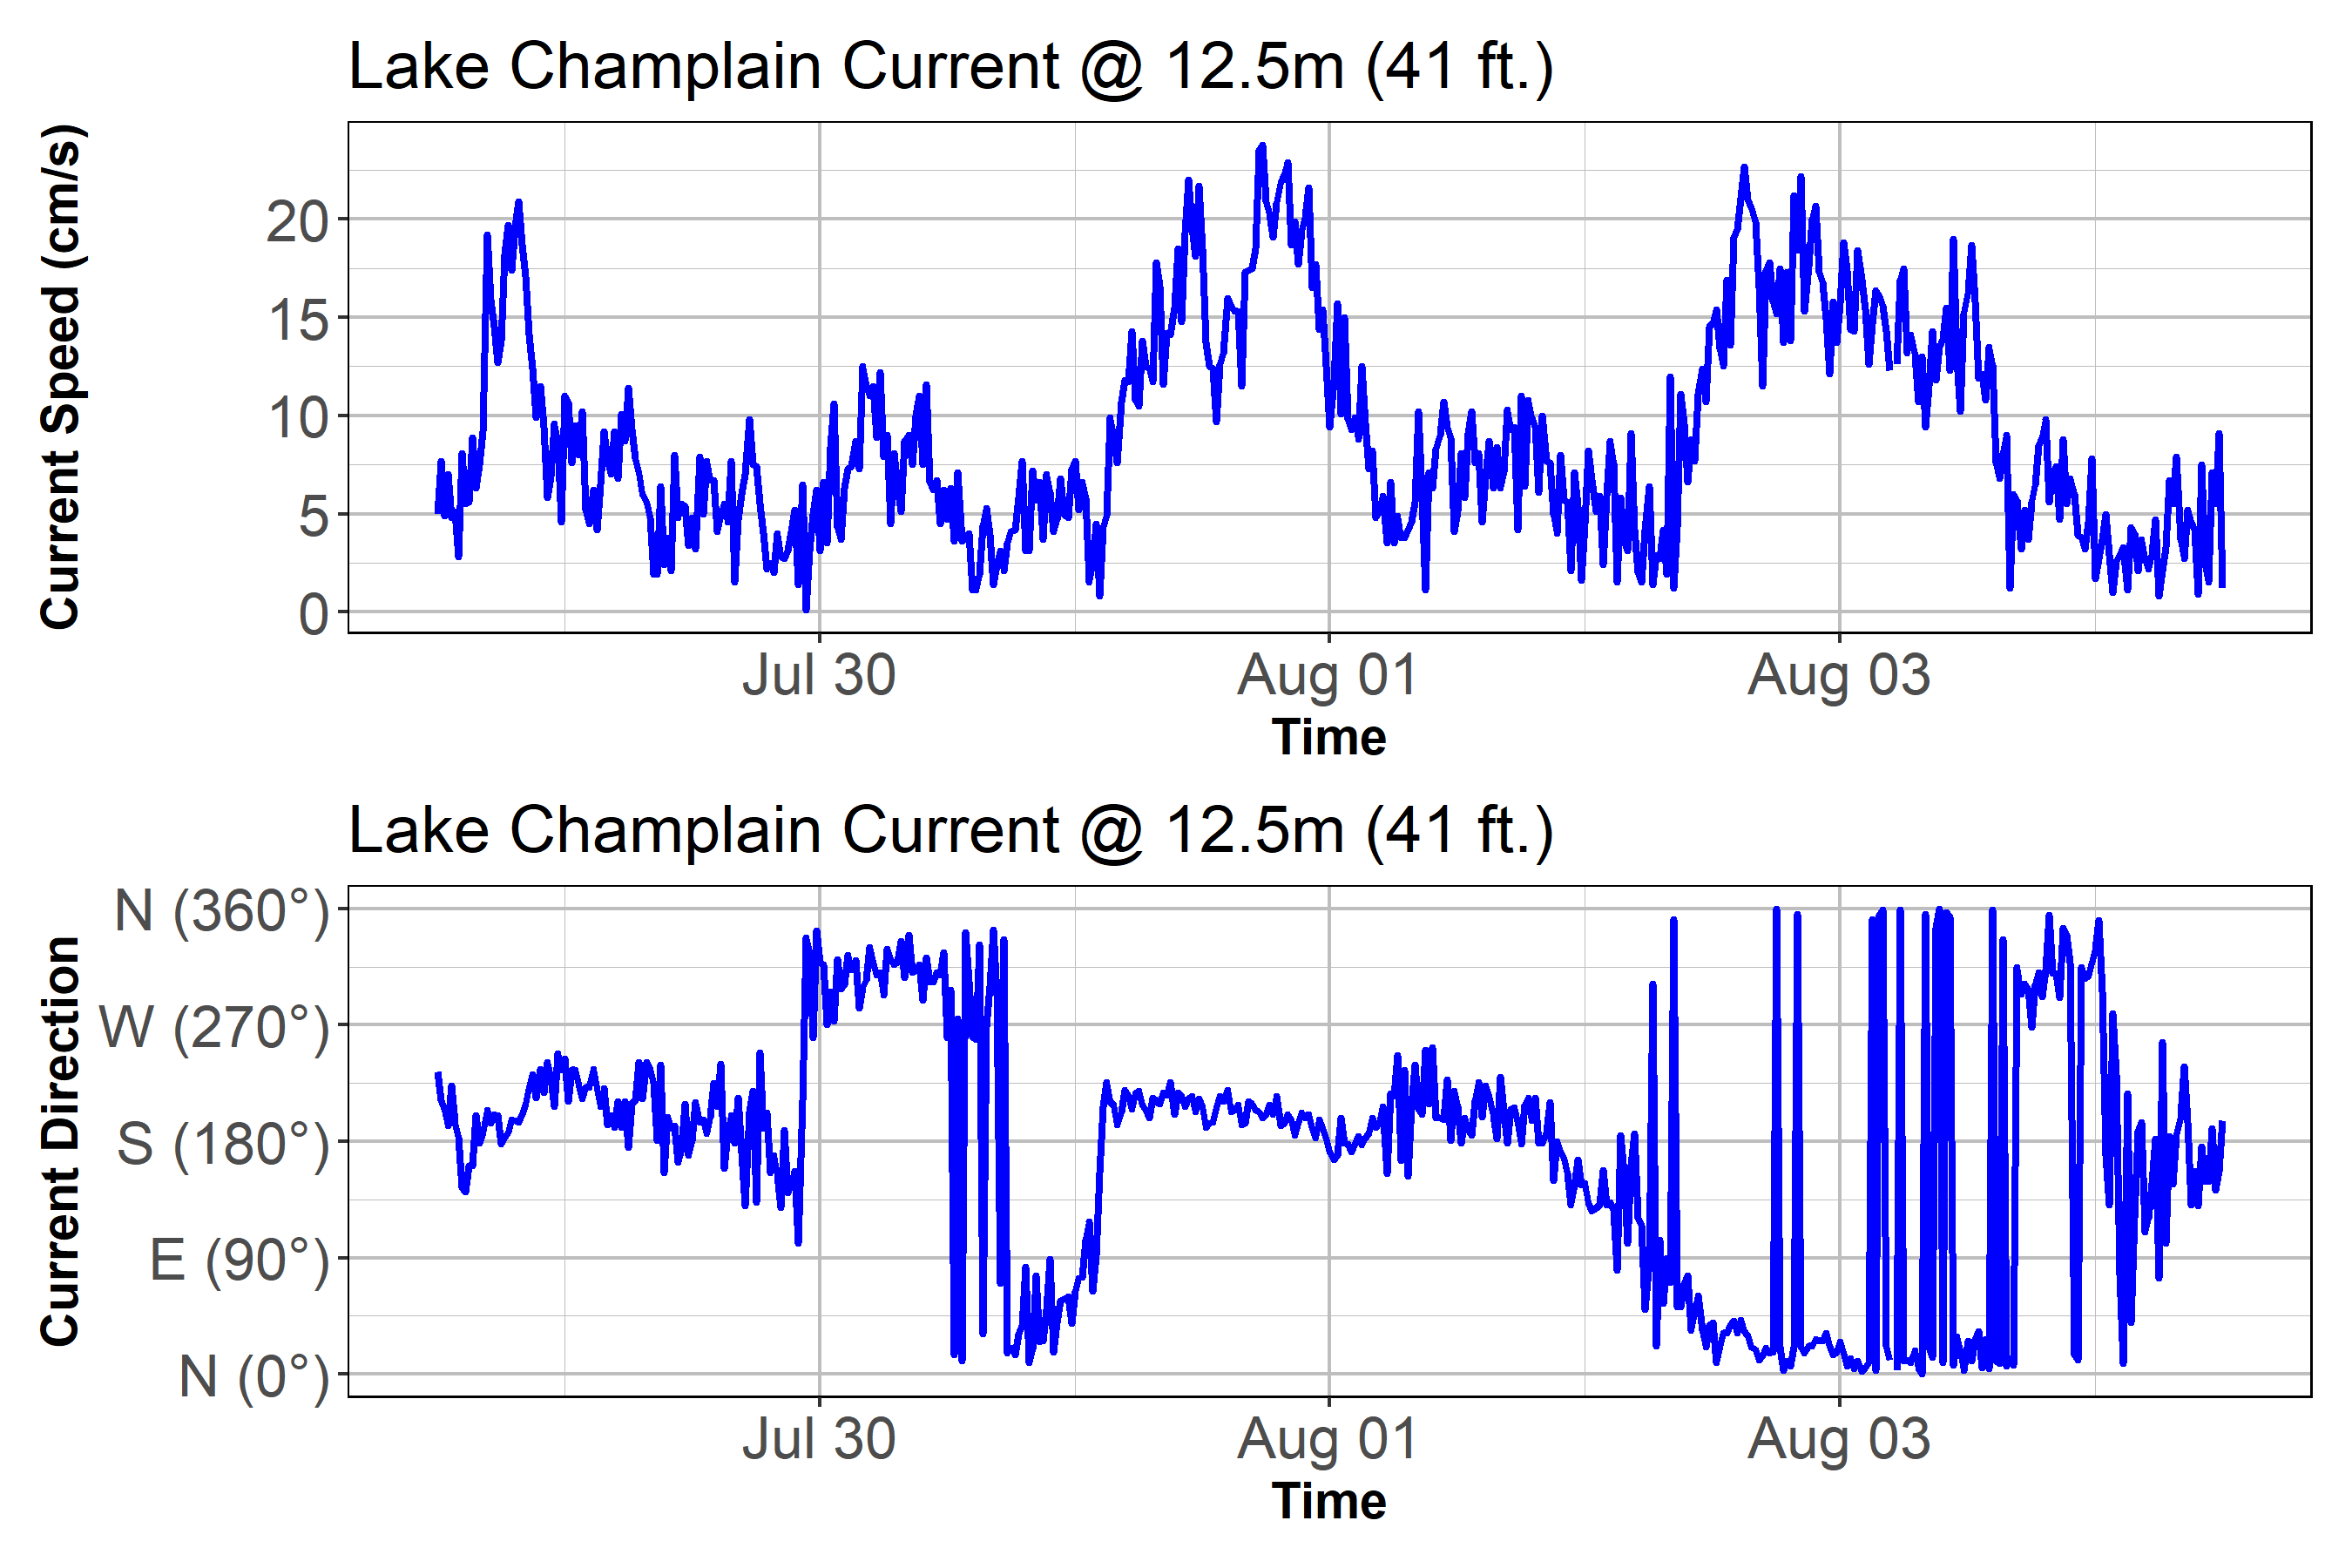 Lake Champlain Current @ 12.5m (41 ft.)
Current Speed (cm/s)
20
15
10
5
0
Jul 30 Aug 01 Aug 03
Time
Lake Champlain Current @ 12.5m (41 ft.)
Current Direction
N (360°)
W (270°)
S (180°)
E (90°)
N (0°)
Jul 30 Aug 01 Aug 03
Time